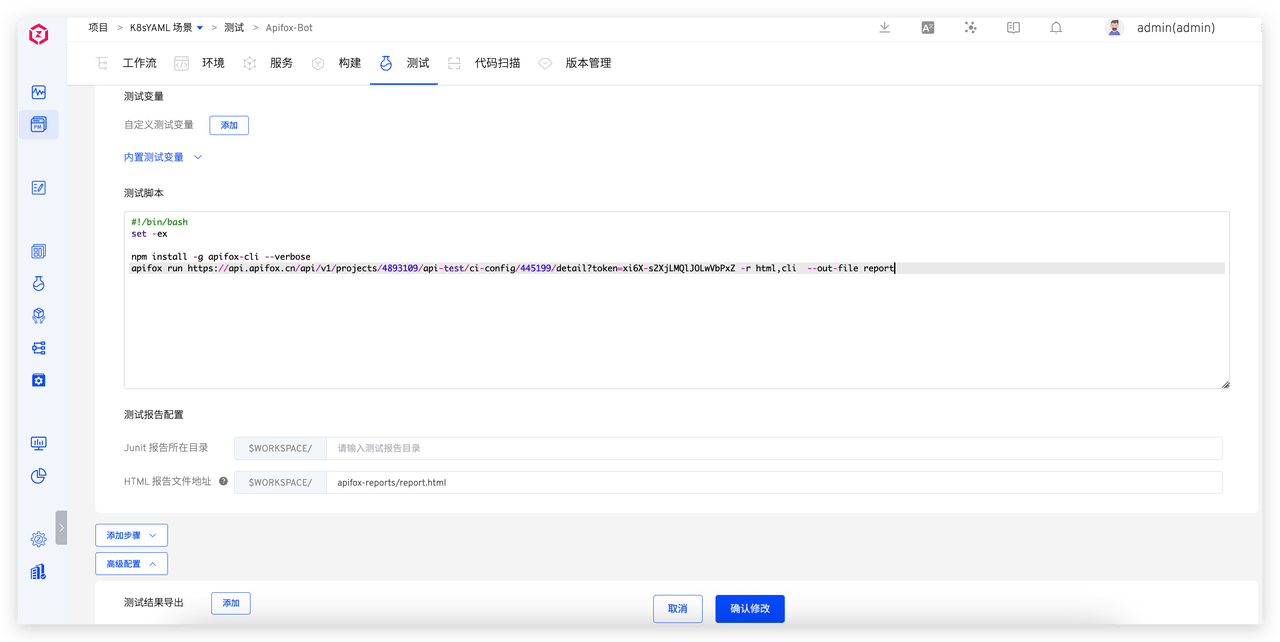 项目 > K8sYAML 场景 > 测试 > Apifox-Bot
admin(admin)
工作流 环境 服务 构建 测试 代码扫描 版本管理
测试变量
自定义测试变量 添加
内置测试变量
测试脚本
#!/bin/bash
set -ex
npm install -g apifox-cli --verbose
apifox run https://api.apifox.cn/api/v1/projects/4893109/api-test/ci-config/445199/detail?token=xi6X-s2XjLMQlJOLwVbPxZ -r html,cli  --out-file report
测试报告配置
Junit 报告所在目录 $WORKSPACE/ 请输入测试报告目录
HTML 报告文件地址 ? $WORKSPACE/ apifox-reports/report.html
添加步骤
高级配置
测试结果导出 添加
取消 确认修改